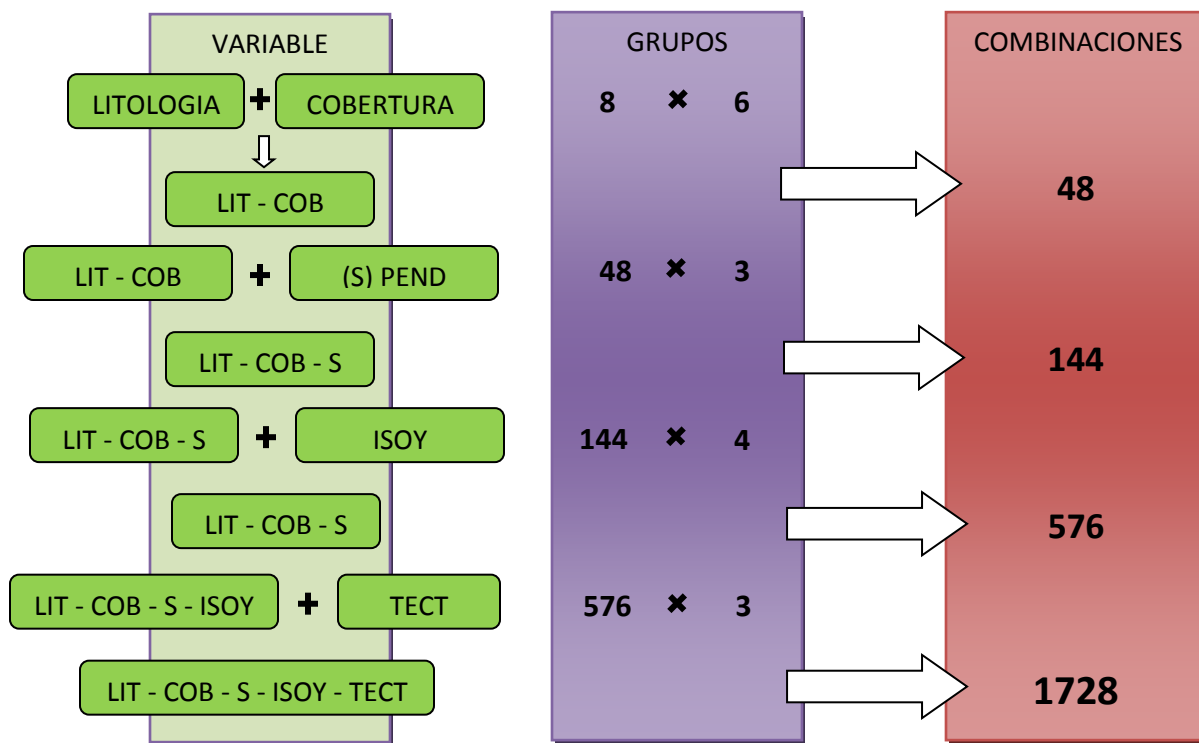 VARIABLE GRUPOS COMBINACIONES
LITOLOGIA + COBERTURA 8 × 6
LIT - COB 48
LIT - COB + (S) PEND 48 × 3
LIT - COB - S 144
LIT - COB - S + ISOY 144 × 4
LIT - COB - S 576
LIT - COB - S - ISOY + TECT 576 × 3
LIT - COB - S - ISOY - TECT 1728